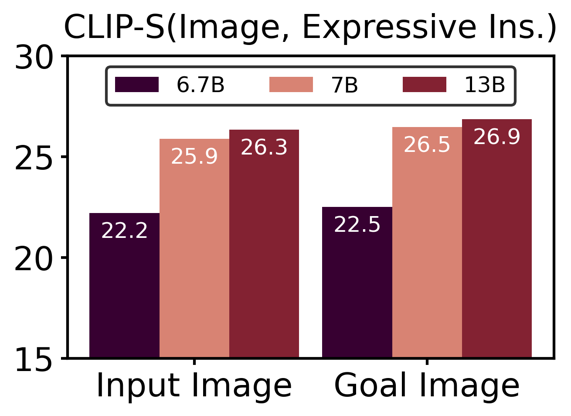 CLIP-S(Image, Expressive Ins.)
30
6.7B 7B 13B
25
25.9 26.3 26.5 26.9
22.2 22.5
20
15
Input Image Goal Image